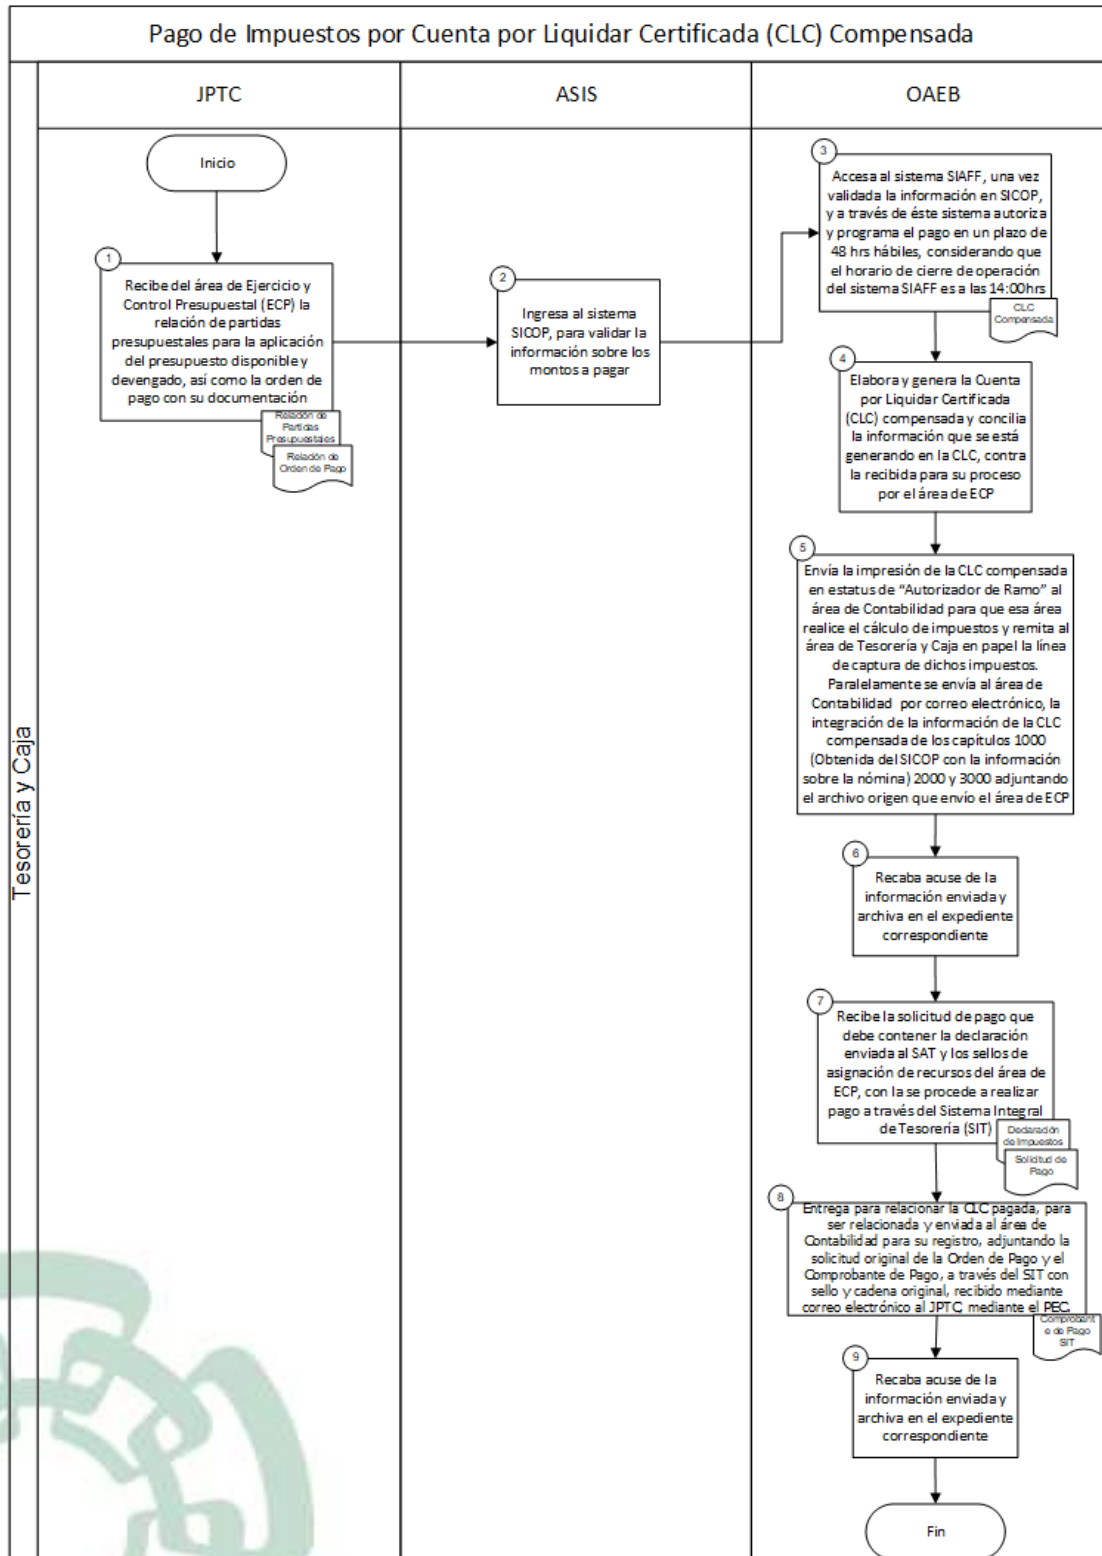 Pago de Impuestos por Cuenta por Liquidar Certificada (CLC) Compensada
Tesorería y Caja
JPTC
ASIS
OAEB
Inicio
1
Recibe del área de Ejercicio y
Control Presupuestal (ECP) la
relación de partidas
presupuestales para la aplicación
del presupuesto disponible y
devengado, así como la orden de
pago con su documentación
Relación de
Partidas
Presupuestales
Relación de
Orden de Pago
2
Ingresa al sistema
SICOP, para validar la
información sobre los
montos a pagar
3
Accesa al sistema SIAFF, una vez
validada la información en SICOP,
y a través de éste sistema autoriza
y programa el pago en un plazo de
48 hrs hábiles, considerando que
el horario de cierre de operación
del sistema SIAFF es a las 14:00hrs
CLC
Compensada
4
Elabora y genera la Cuenta
por Liquidar Certificada
(CLC) compensada y concilia
la información que se está
generando en la CLC, contra
la recibida para su proceso
por el área de ECP
5
Envía la impresión de la CLC compensada
en estatus de “Autorizador de Ramo” al
área de Contabilidad para que esa área
realice el cálculo de impuestos y remita al
área de Tesorería y Caja en papel la línea
de captura de dichos impuestos.
Paralelamente se envía al área de
Contabilidad por correo electrónico, la
integración de la información de la CLC
compensada de los capítulos 1000
(Obtenida del SICOP con la información
sobre la nómina) 2000 y 3000 adjuntando
el archivo origen que envío el área de ECP
6
Recaba acuse de la
información enviada y
archiva en el expediente
correspondiente
7
Recibe la solicitud de pago que
debe contener la declaración
enviada al SAT y los sellos de
asignación de recursos del área de
ECP, con la se procede a realizar
pago a través del Sistema Integral
de Tesorería (SIT)
Declaración
de Impuestos
Solicitud de
Pago
8
Entrega para relacionar la CLC pagada, para
ser relacionada y enviada al área de
Contabilidad para su registro, adjuntando la
solicitud original de la Orden de Pago y el
Comprobante de Pago, a través del SIT con
sello y cadena original, recibido mediante
correo electrónico al JPTC, mediante el PEC.
Comprobant
e de Pago
SIT
9
Recaba acuse de la
información enviada y
archiva en el expediente
correspondiente
Fin